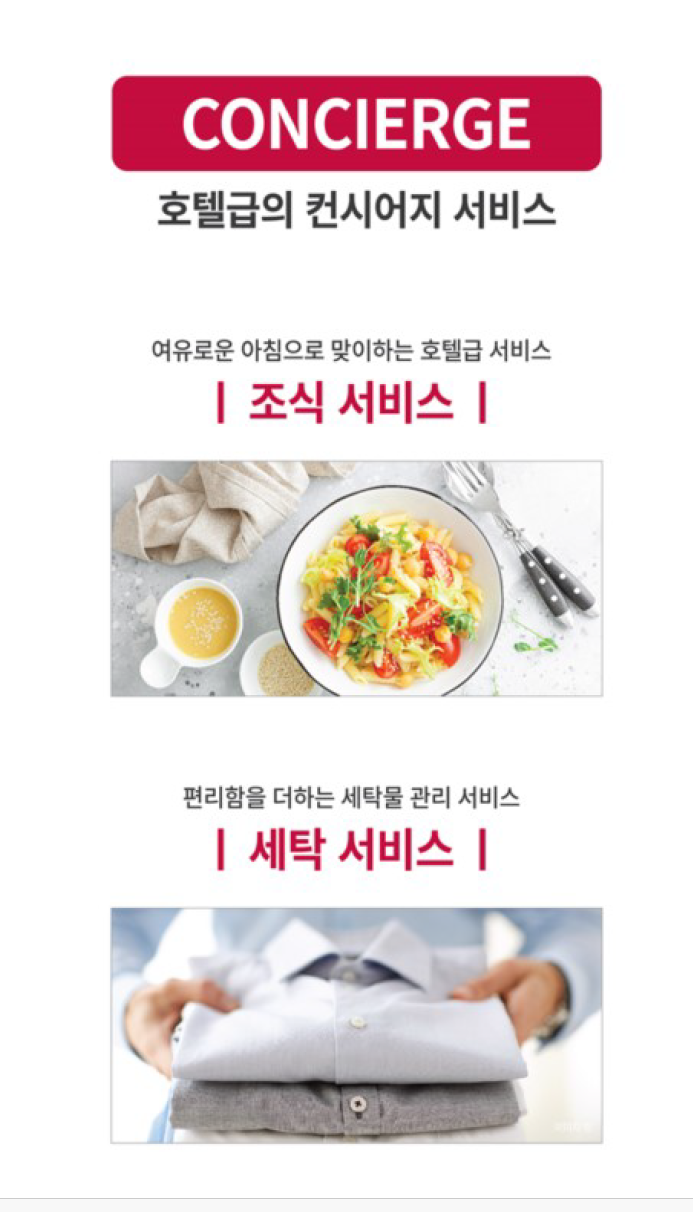 CONCIERGE
호텔급의 컨시어지 서비스
여유로운 아침으로 맞이하는 호텔급 서비스
| 조식 서비스 |
편리함을 더하는 세탁물 관리 서비스
| 세탁 서비스 |